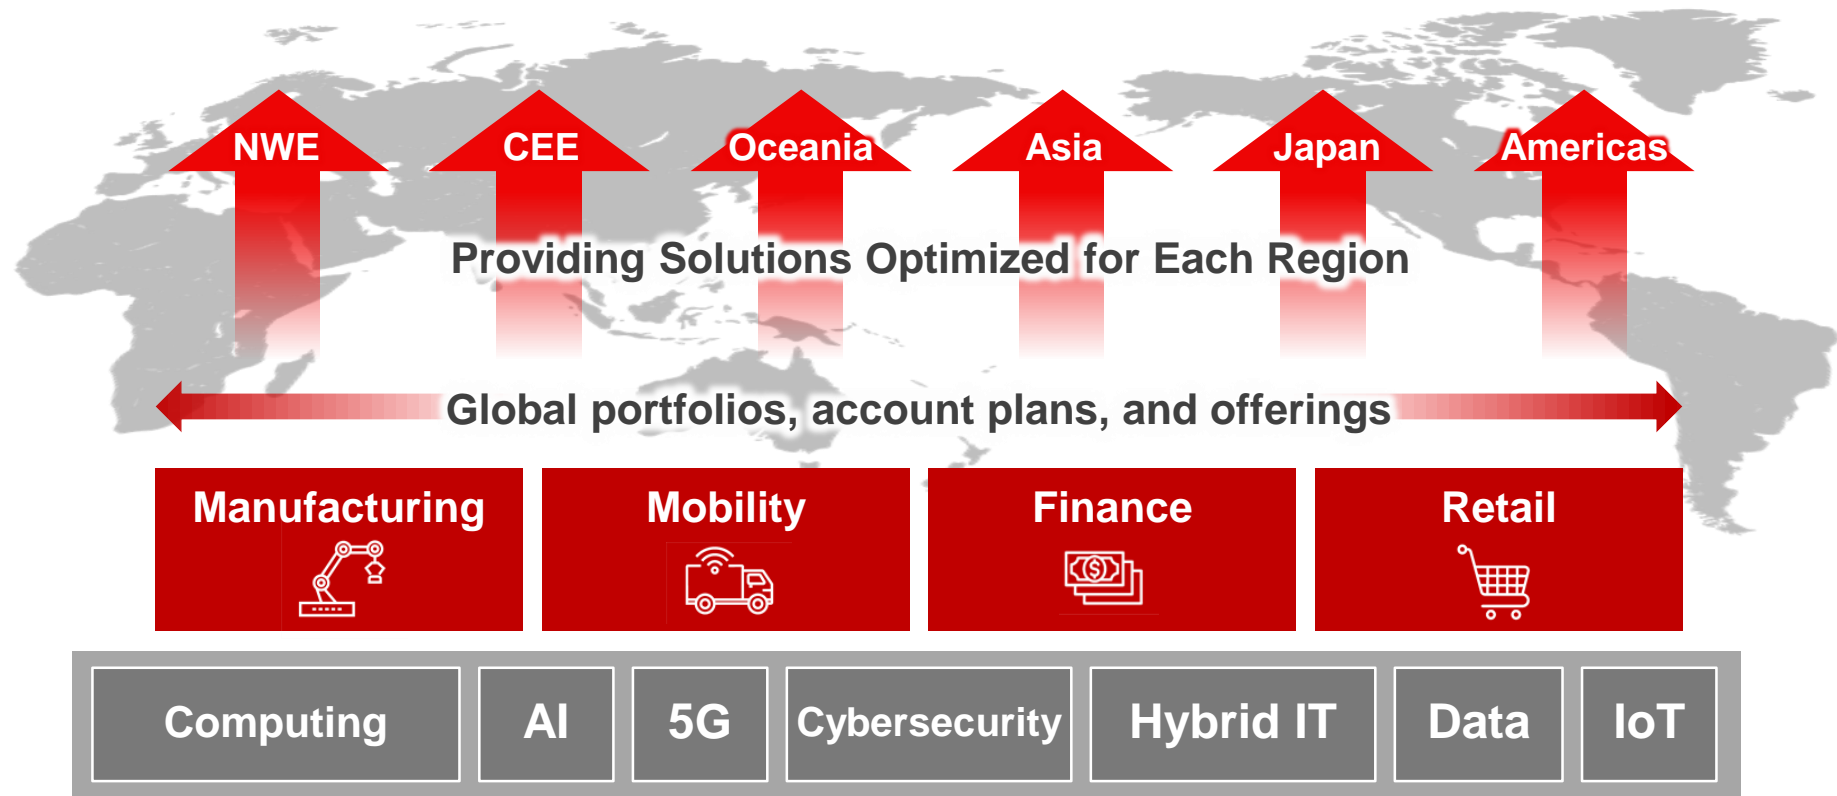 NWE
CEE
Oceania
Asia
Japan
Americas
Providing Solutions Optimized for Each Region
Global portfolios, account plans, and offerings
Manufacturing
Mobility
Finance
Retail
Computing
AI
5G
Cybersecurity
Hybrid IT
Data
IoT